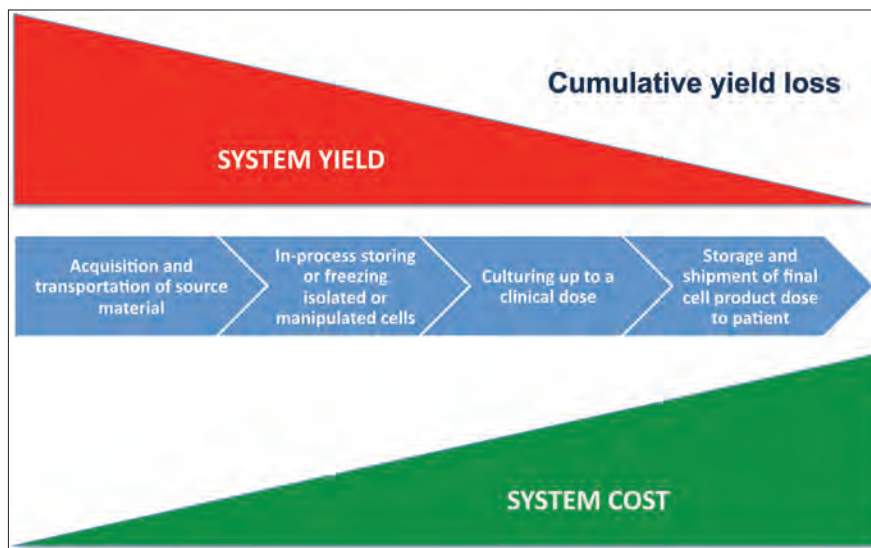 Cumulative yield loss
SYSTEM YIELD
Acquisition and
transportation of source
material
In-process storing
or freezing
isolated or
manipulated cells
Culturing up to a
clinical dose
Storage and
shipment of final
cell product dose
to patient
SYSTEM COST